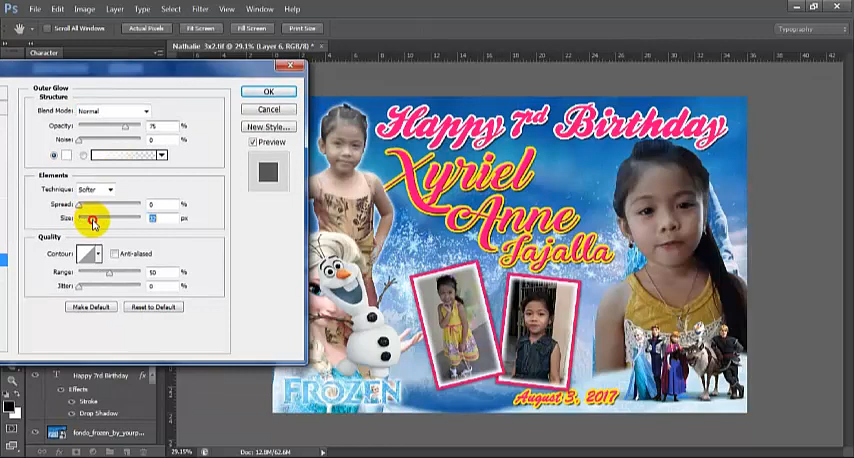 Ps File Edit Image Layer Type Select Filter View Window Help
Scroll All Windows Actual Pixels Fill Screen Fill Screen Print Size Typography
Character
Nathalie 3x2.tif @ 29.1% (Layer 6, RGB/8) *
Outer Glow
Structure
Blend Mode: Normal
Opacity: 75 %
Noise: 0 %
Elements
Technique: Softer
Spread: 0 %
Size: px
Quality
Contour: Anti-aliased
Range: 50 %
Jitter: 0 %
Make Default Reset to Default
OK
Cancel
New Style...
Preview
Happy 7rd Birthday
Xyriel
Anne
Jajalla
FROZEN
August 3, 2017
T Happy 7rd Birthday fx
Effects
Stroke
Drop Shadow
fondo_frozen_by_yourp...
29.15% Doc: 12.0M/62.6M